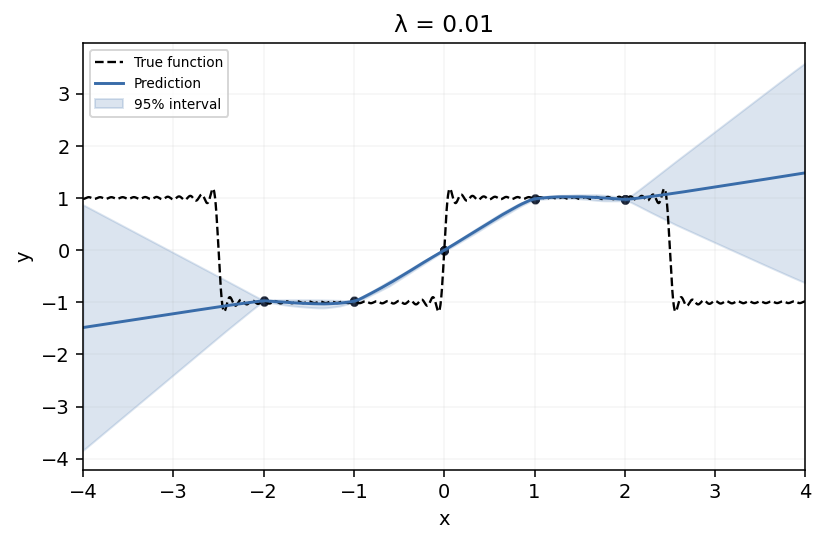 λ = 0.01
True function
Prediction
95% interval
y
3
2
1
0
−1
−2
−3
−4
−4 −3 −2 −1 0 1 2 3 4
x